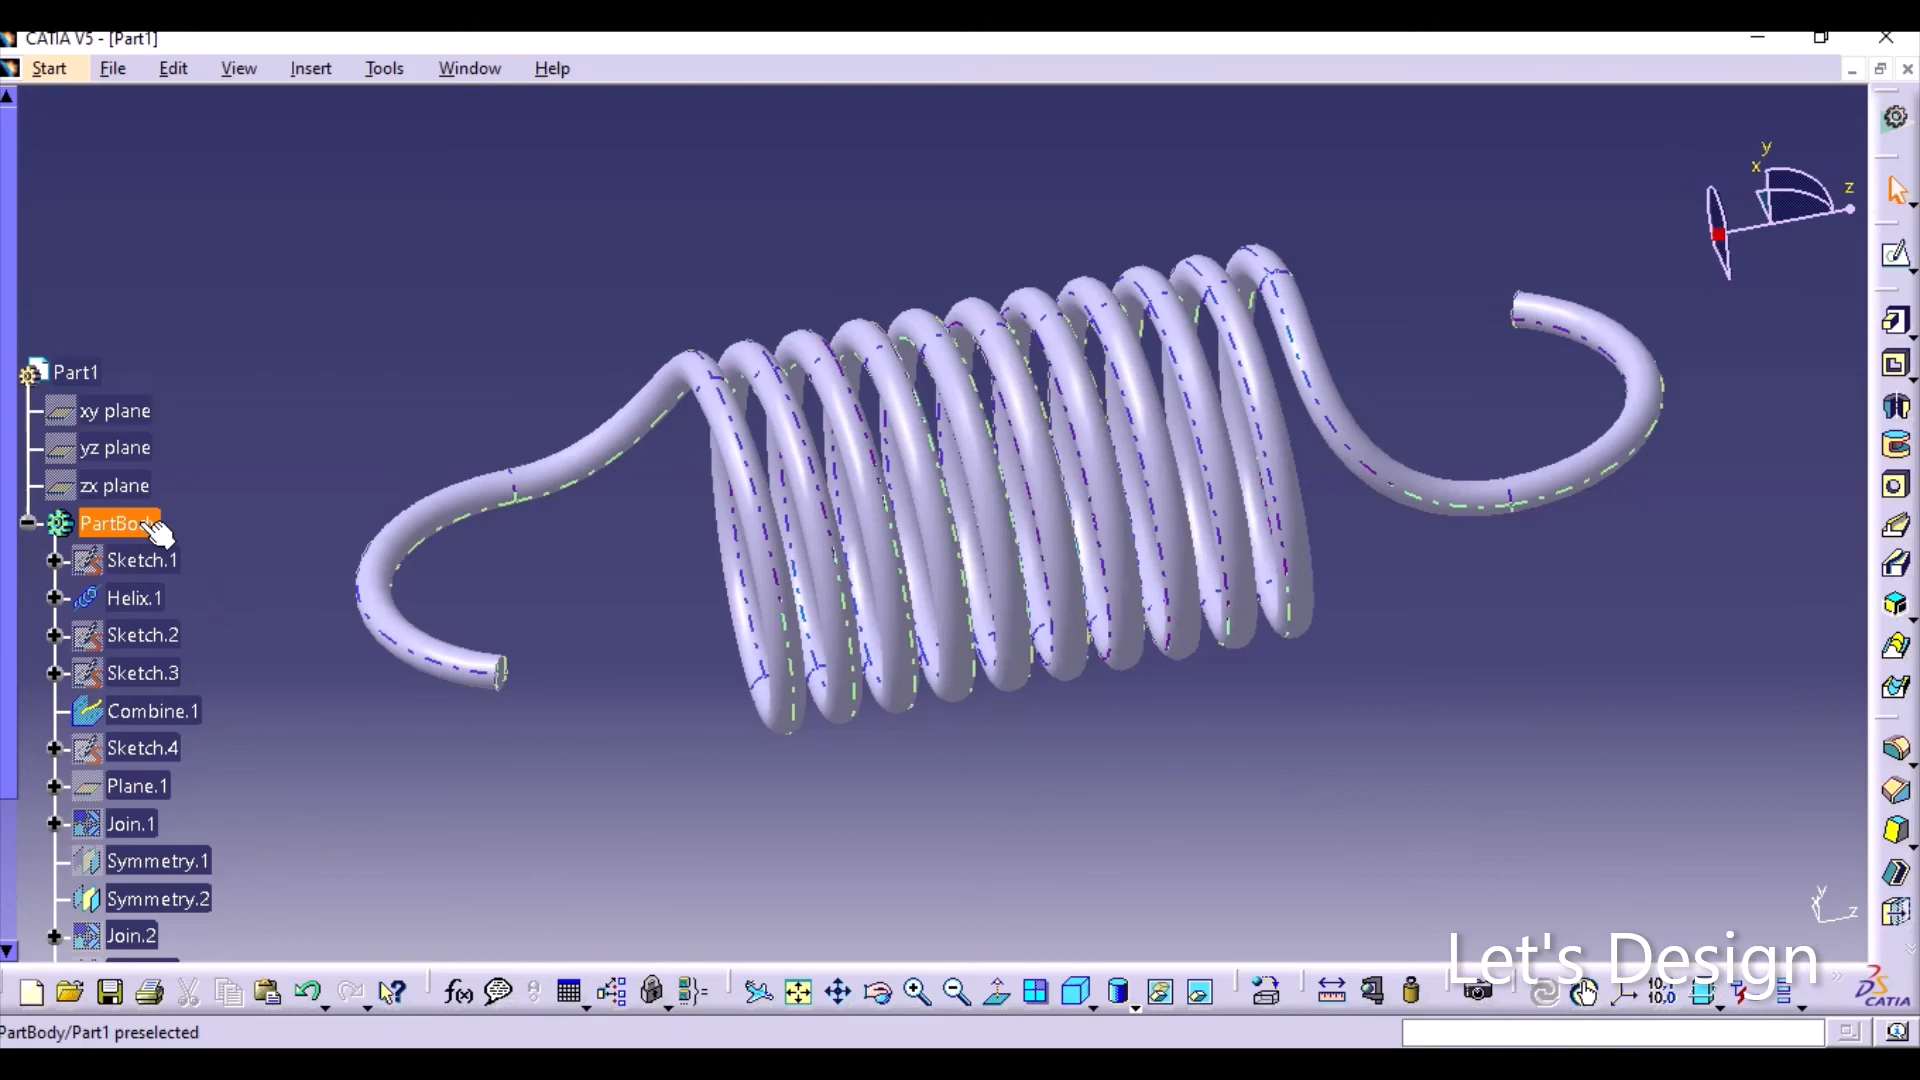 CATIA V5 - [Part1]
Start File Edit View Insert Tools Window Help
y
x
z
Part1
xy plane
yz plane
zx plane
PartBo
Sketch.1
Helix.1
Sketch.2
Sketch.3
Combine.1
Sketch.4
Plane.1
Join.1
Symmetry.1
Symmetry.2
Join.2
y
z
Let's Design
f(x)
CATIA
PartBody/Part1 preselected